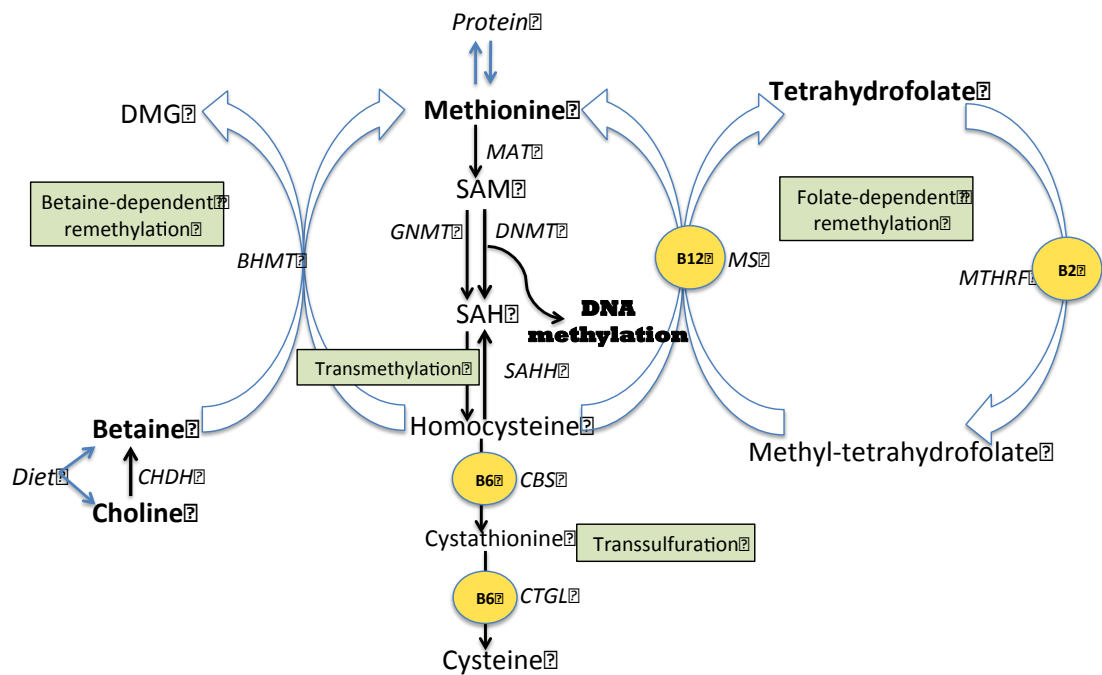 Protein
Tetrahydrofolate
DMG
Methionine
MAT
SAM
Betaine-dependent
remethylation
Folate-dependent
remethylation
GNMT
DNMT
BHMT
B12
MS
MTHRF
B2
SAH
DNA
methylation
Transmethylation
SAHH
Betaine
Homocysteine
Methyl-tetrahydrofolate
Diet
CHDH
B6
CBS
Choline
Cystathionine
Transsulfuration
B6
CTGL
Cysteine